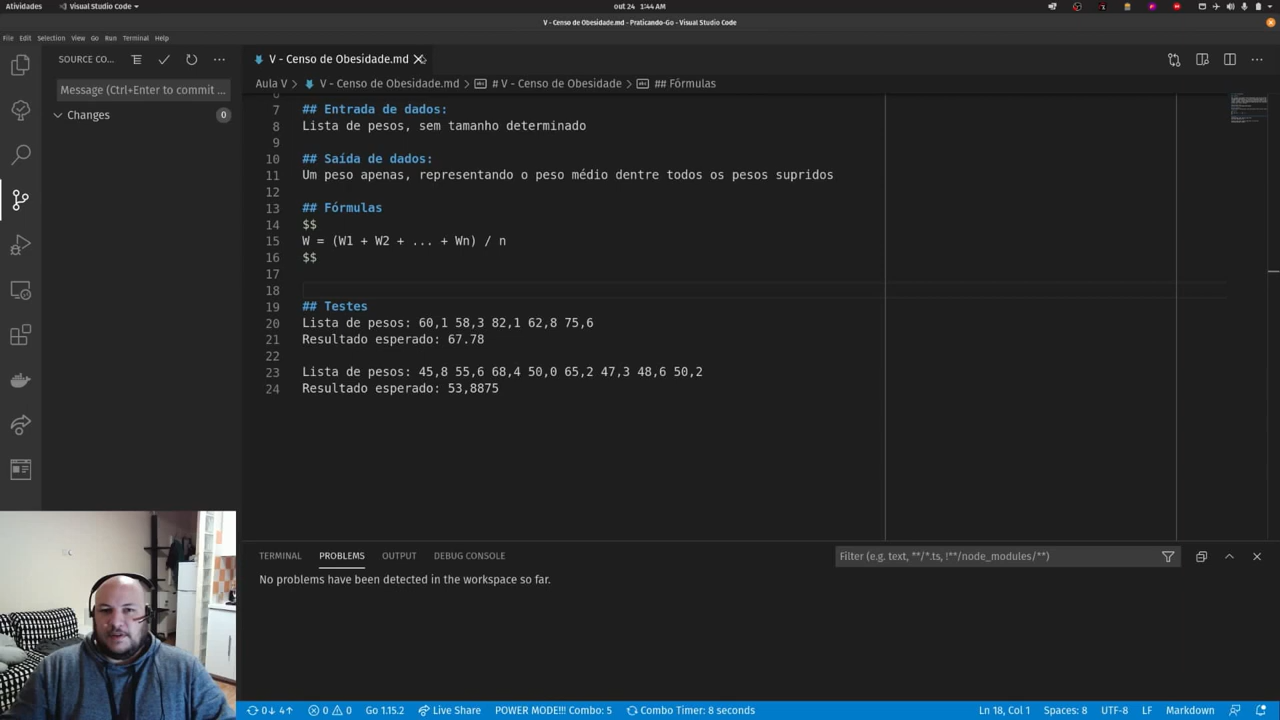 Atividades
Visual Studio Code
out 24 1:44 AM
V - Censo de Obesidade.md - Praticando-Go - Visual Studio Code
File Edit Selection View Go Run Terminal Help
SOURCE CO...
V - Censo de Obesidade.md
Message (Ctrl+Enter to commit ...
Aula V > V - Censo de Obesidade.md > # V - Censo de Obesidade > ## Fórmulas
Changes 0
7 ## Entrada de dados:
8 Lista de pesos, sem tamanho determinado
9
10 ## Saída de dados:
11 Um peso apenas, representando o peso médio dentre todos os pesos supridos
12
13 ## Fórmulas
14 $$
15 W = (W1 + W2 + ... + Wn) / n
16 $$
17
18
19 ## Testes
20 Lista de pesos: 60,1 58,3 82,1 62,8 75,6
21 Resultado esperado: 67.78
22
23 Lista de pesos: 45,8 55,6 68,4 50,0 65,2 47,3 48,6 50,2
24 Resultado esperado: 53,8875
TERMINAL PROBLEMS OUTPUT DEBUG CONSOLE
Filter (e.g. text, **/*.ts, !**/node_modules/**)
No problems have been detected in the workspace so far.
0↓ 4↑ 0 0 Go 1.15.2 Live Share POWER MODE!!! Combo: 5 Combo Timer: 8 seconds
Ln 18, Col 1 Spaces: 8 UTF-8 LF Markdown